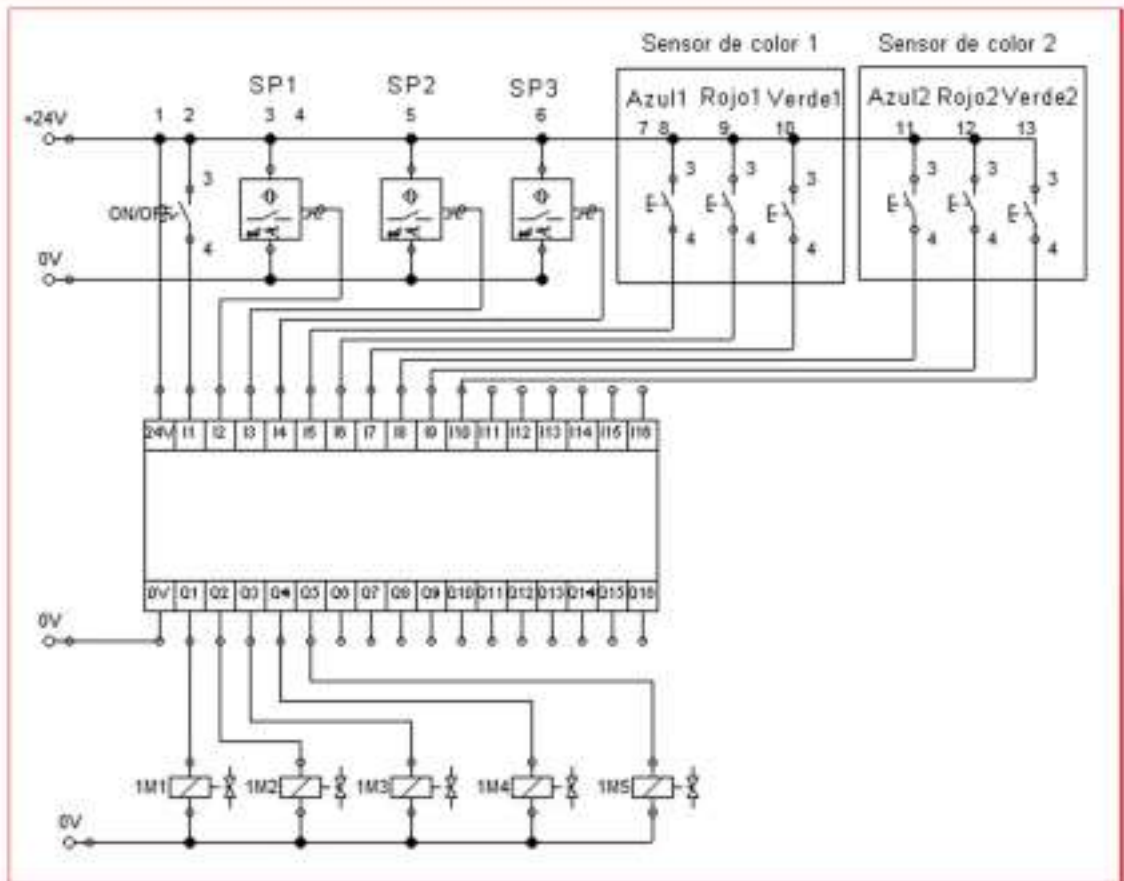 Sensor de color 1 Sensor de color 2
SP1 SP2 SP3
Azul1 Rojo1 Verde1 Azul2 Rojo2 Verde2
+24V 1 2 3 4 5 6 7 8 9 10 11 12 13
3 3 3 3 3 3 3
ON/OFF
4 4 4 4 4 4 4
0V
24V I1 I2 I3 I4 I5 I6 I7 I8 I9 I10 I11 I12 I13 I14 I15 I16
0V Q1 Q2 Q3 Q4 Q5 Q6 Q7 Q8 Q9 Q10 Q11 Q12 Q13 Q14 Q15 Q16
0V
1M1 1M2 1M3 1M4 1M5
0V